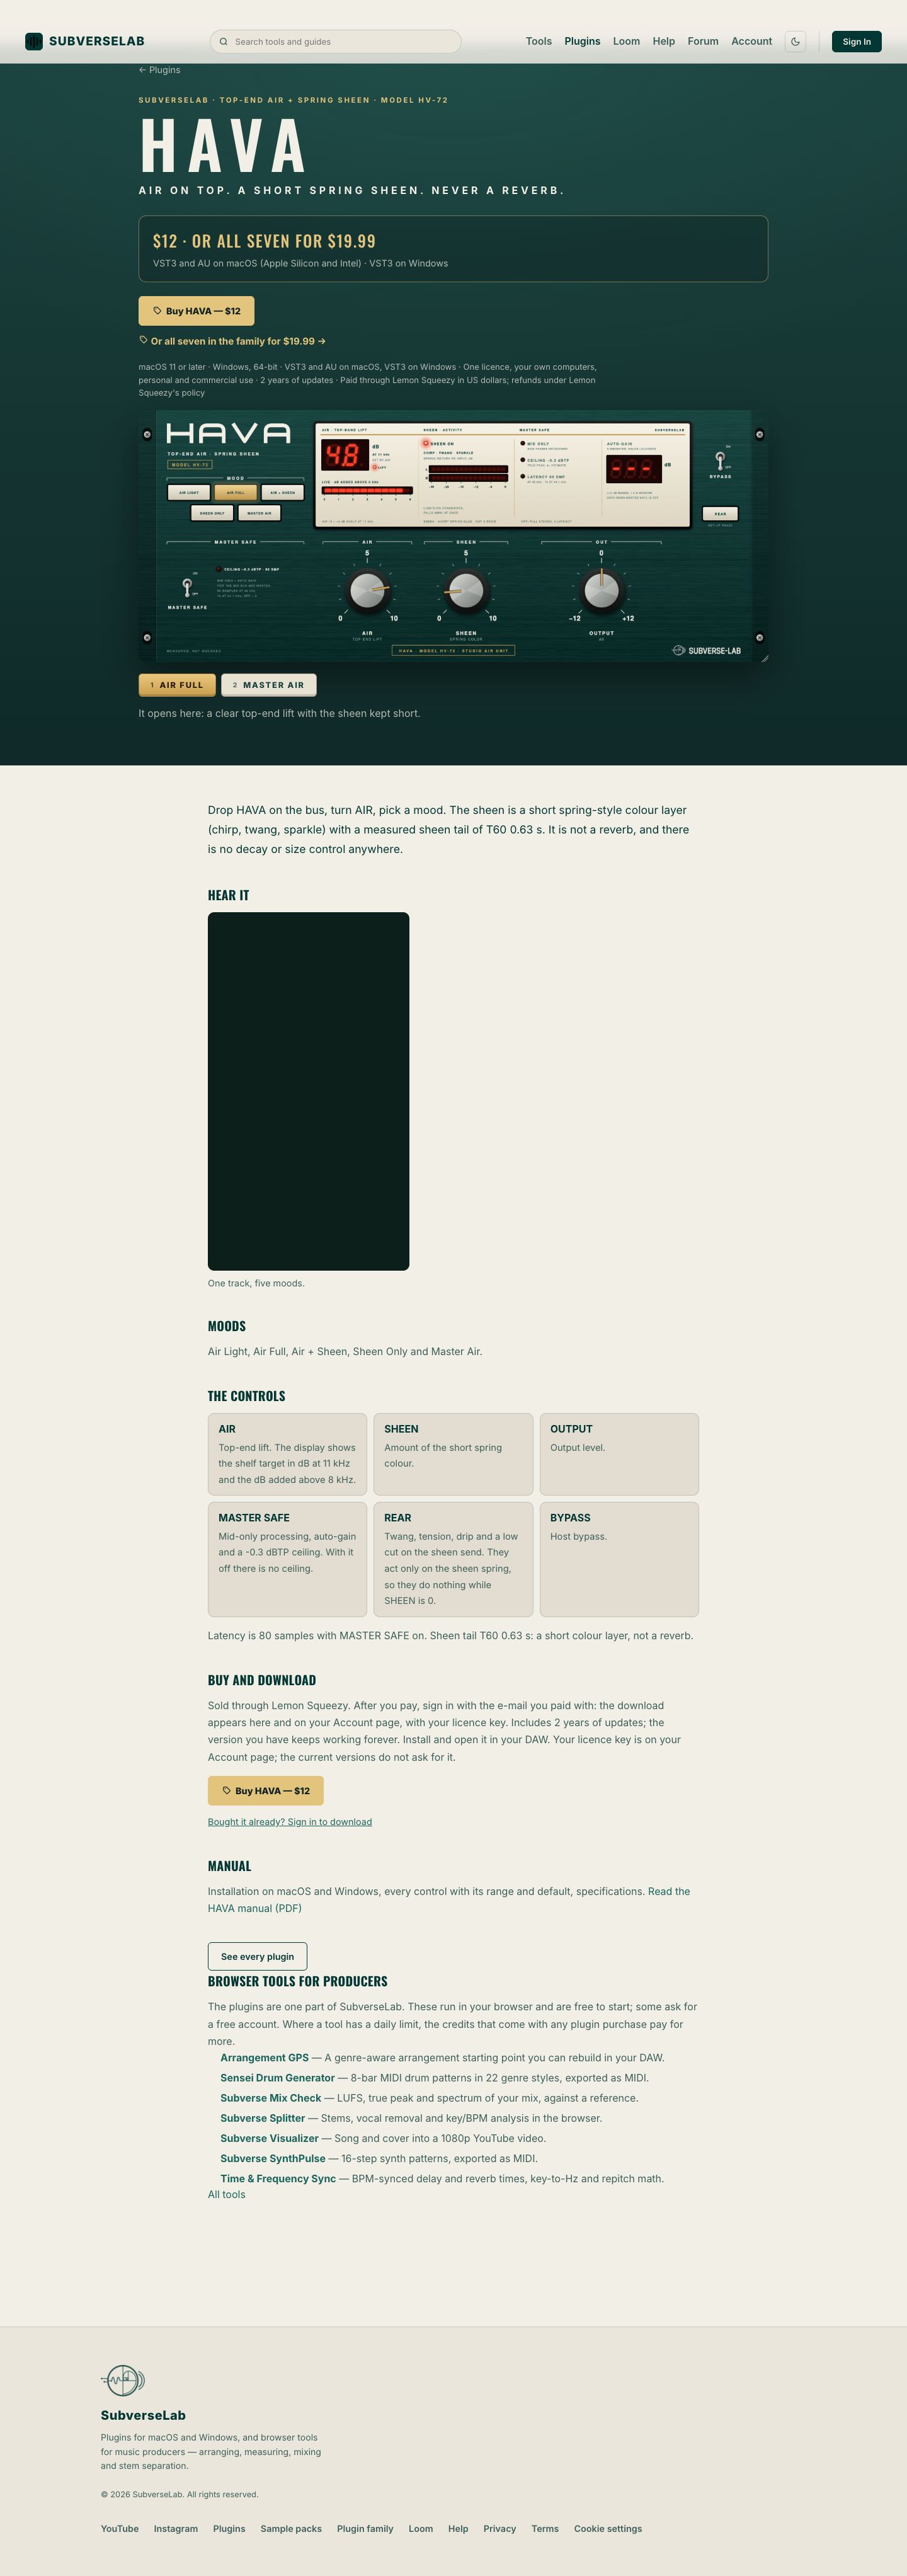 SUBVERSELAB
Search tools and guides
Tools Plugins Loom Help Forum Account
Sign In
← Plugins
SUBVERSELAB · TOP-END AIR + SPRING SHEEN · MODEL HV-72
HAVA
AIR ON TOP. A SHORT SPRING SHEEN. NEVER A REVERB.
$12 · OR ALL SEVEN FOR $19.99
VST3 and AU on macOS (Apple Silicon and Intel) · VST3 on Windows
Buy HAVA — $12
Or all seven in the family for $19.99 →
macOS 11 or later · Windows, 64-bit · VST3 and AU on macOS, VST3 on Windows · One licence, your own computers,
personal and commercial use · 2 years of updates · Paid through Lemon Squeezy in US dollars; refunds under Lemon
Squeezy's policy
HAVA
TOP-END AIR · SPRING SHEEN
MODEL HV-72
MOOD
AIR LIGHT AIR FULL AIR + SHEEN
SHEEN ONLY MASTER AIR
AIR · TOP-BAND LIFT
4.8 dB
LIFT
LIVE · dB ADDED ABOVE 8 kHz
SHEEN · ACTIVITY
SHEEN ON
CHIRP · TWANG · SPARKLE
MASTER SAFE
MID ONLY
CEILING -0.3 dBTP
LATENCY 80 SMP
SUBVERSELAB
AUTO-GAIN
dB
ON
OFF
BYPASS
REAR
MASTER SAFE
CEILING -0.3 dBTP · 80 SMP
ON
OFF
MASTER SAFE
AIR
5
0 10
AIR
TOP END LIFT
SHEEN
5
0 10
SHEEN
SPRING COLOR
OUT
0
−12 +12
OUTPUT
MEASURED, NOT GUESSED
HAVA · MODEL HV-72 · STUDIO AIR UNIT
SUBVERSE-LAB
1 AIR FULL
2 MASTER AIR
It opens here: a clear top-end lift with the sheen kept short.
Drop HAVA on the bus, turn AIR, pick a mood. The sheen is a short spring-style colour layer
(chirp, twang, sparkle) with a measured sheen tail of T60 0.63 s. It is not a reverb, and there
is no decay or size control anywhere.
HEAR IT
One track, five moods.
MOODS
Air Light, Air Full, Air + Sheen, Sheen Only and Master Air.
THE CONTROLS
AIR
Top-end lift. The display shows
the shelf target in dB at 11 kHz
and the dB added above 8 kHz.
SHEEN
Amount of the short spring
colour.
OUTPUT
Output level.
MASTER SAFE
Mid-only processing, auto-gain
and a -0.3 dBTP ceiling. With it
off there is no ceiling.
REAR
Twang, tension, drip and a low
cut on the sheen send. They
act only on the sheen spring,
so they do nothing while
SHEEN is 0.
BYPASS
Host bypass.
Latency is 80 samples with MASTER SAFE on. Sheen tail T60 0.63 s: a short colour layer, not a reverb.
BUY AND DOWNLOAD
Sold through Lemon Squeezy. After you pay, sign in with the e-mail you paid with: the download
appears here and on your Account page, with your licence key. Includes 2 years of updates; the
version you have keeps working forever. Install and open it in your DAW. Your licence key is on your
Account page; the current versions do not ask for it.
Buy HAVA — $12
Bought it already? Sign in to download
MANUAL
Installation on macOS and Windows, every control with its range and default, specifications. Read the
HAVA manual (PDF)
See every plugin
BROWSER TOOLS FOR PRODUCERS
The plugins are one part of SubverseLab. These run in your browser and are free to start; some ask for
a free account. Where a tool has a daily limit, the credits that come with any plugin purchase pay for
more.
Arrangement GPS — A genre-aware arrangement starting point you can rebuild in your DAW.
Sensei Drum Generator — 8-bar MIDI drum patterns in 22 genre styles, exported as MIDI.
Subverse Mix Check — LUFS, true peak and spectrum of your mix, against a reference.
Subverse Splitter — Stems, vocal removal and key/BPM analysis in the browser.
Subverse Visualizer — Song and cover into a 1080p YouTube video.
Subverse SynthPulse — 16-step synth patterns, exported as MIDI.
Time & Frequency Sync — BPM-synced delay and reverb times, key-to-Hz and repitch math.
All tools
SubverseLab
Plugins for macOS and Windows, and browser tools
for music producers — arranging, measuring, mixing
and stem separation.
© 2026 SubverseLab. All rights reserved.
YouTube Instagram Plugins Sample packs Plugin family Loom Help Privacy Terms Cookie settings